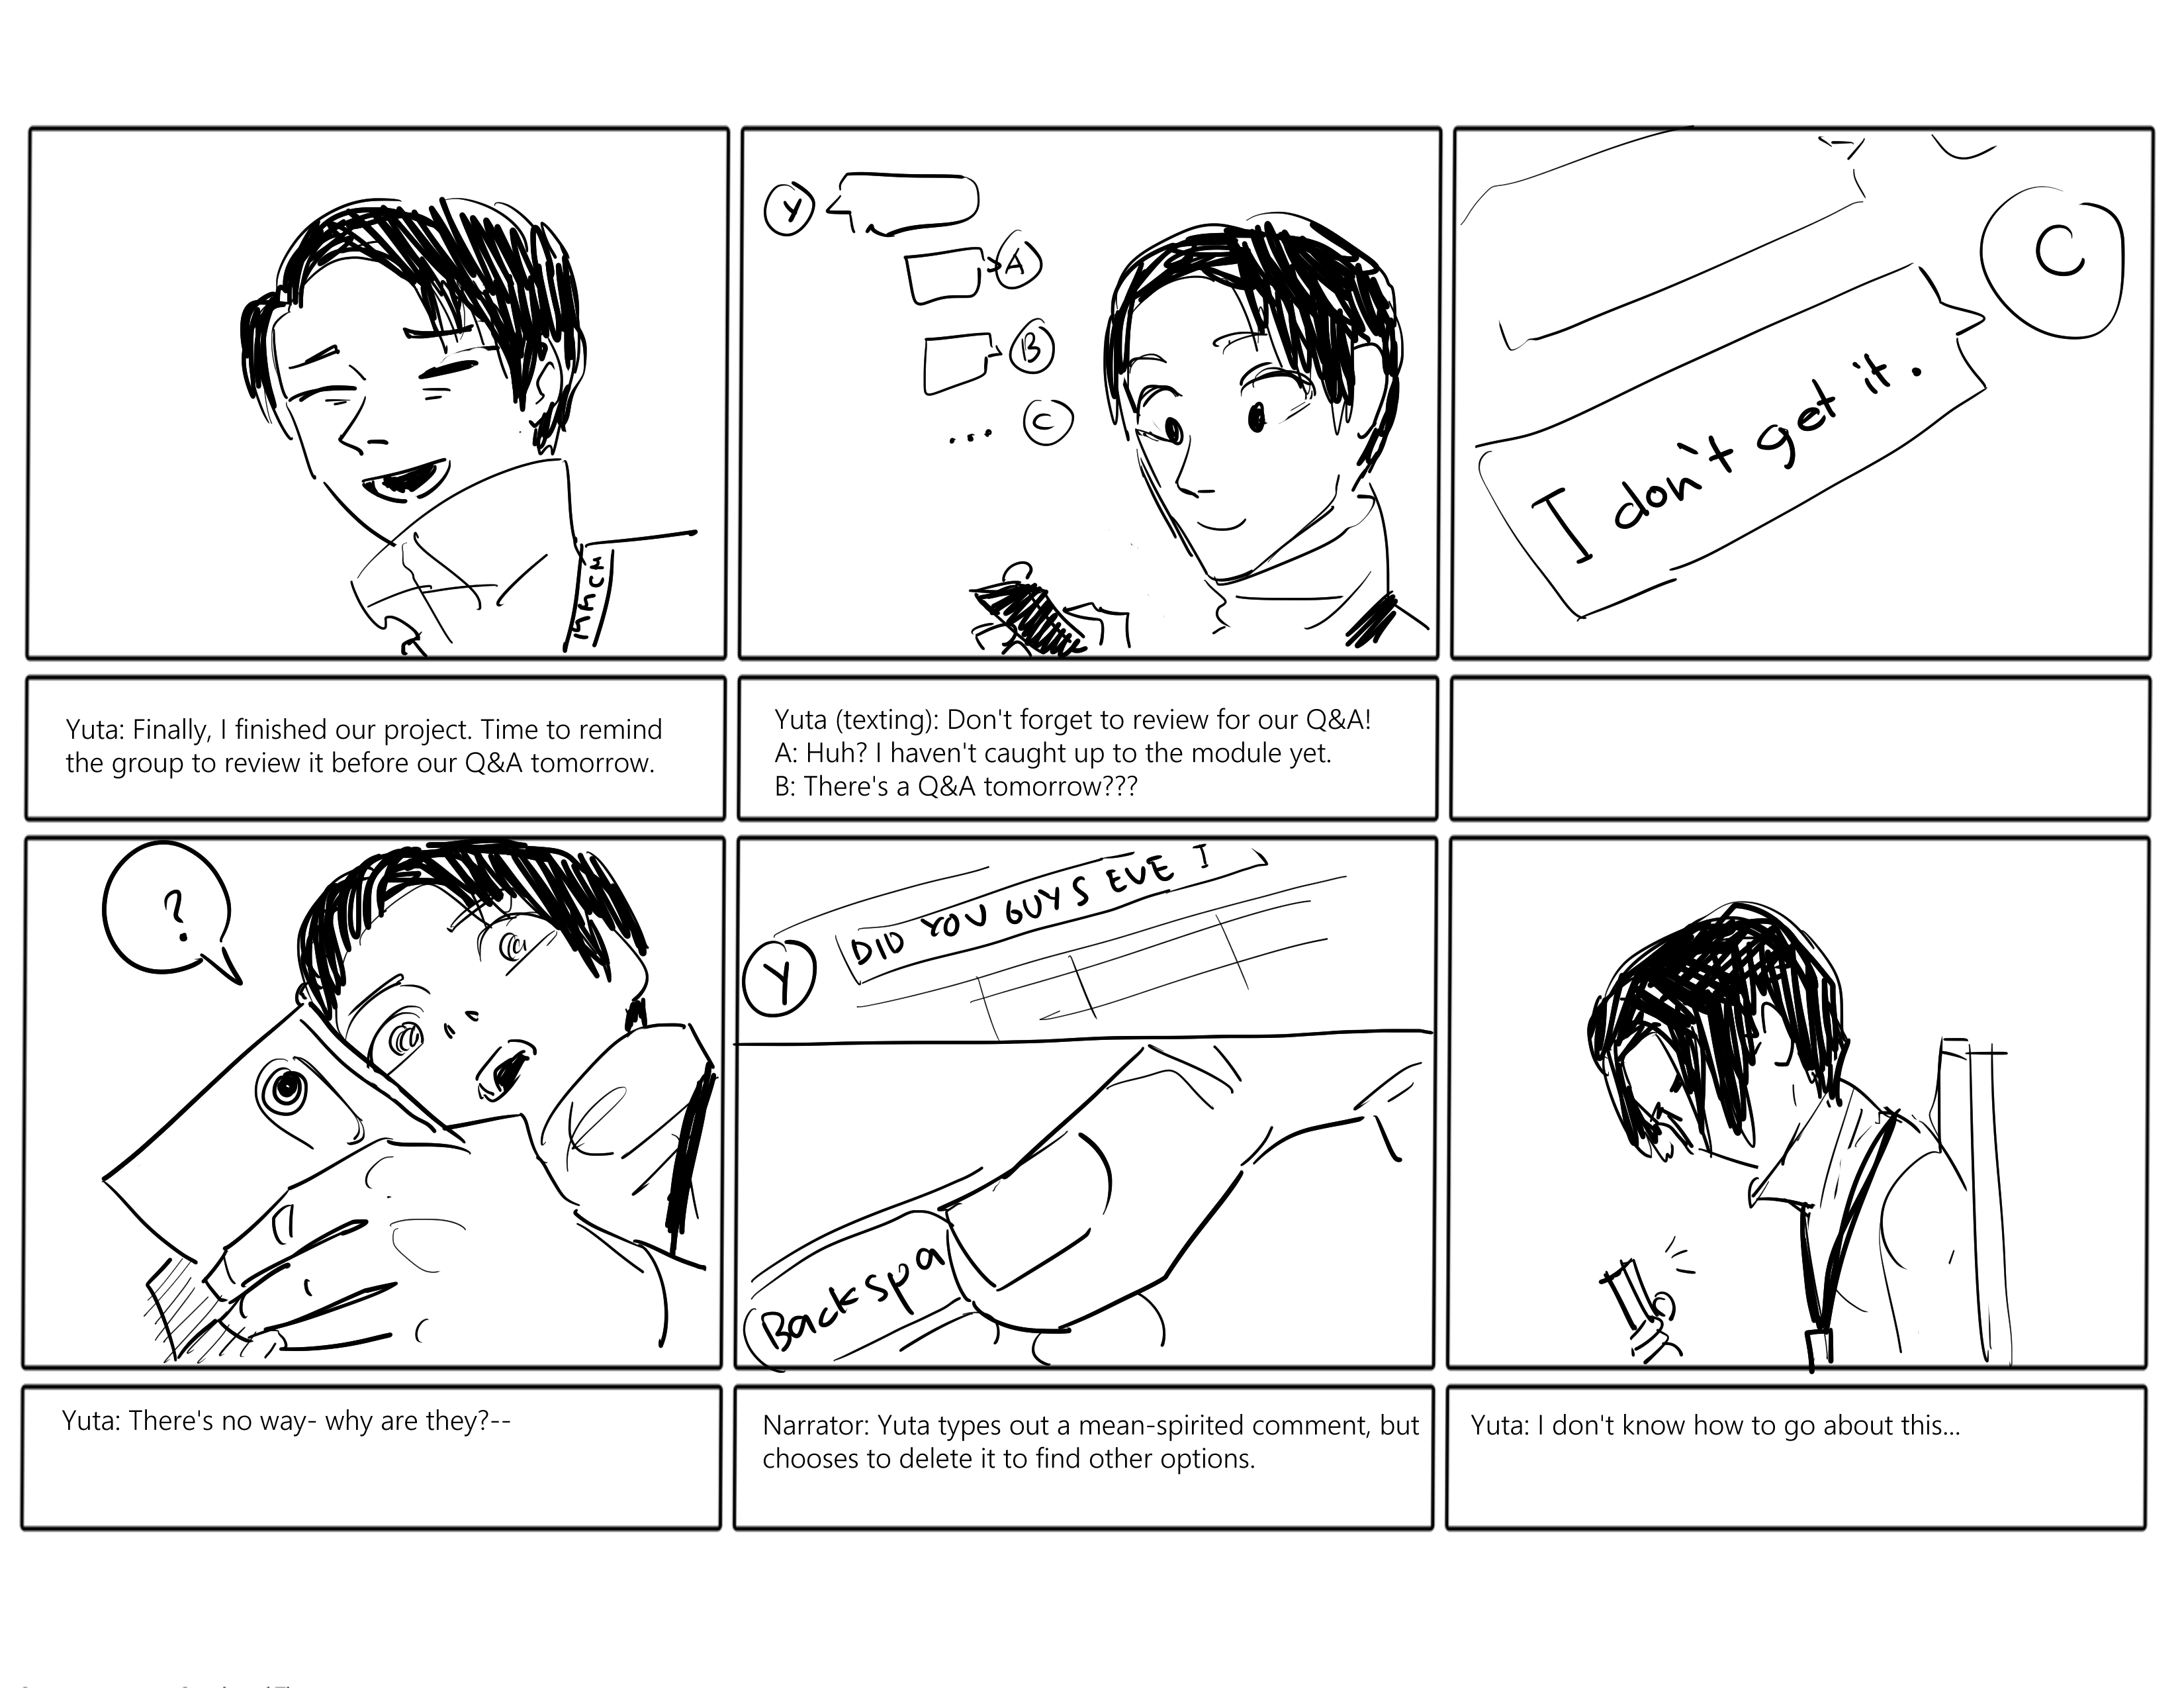 inhcm
Yuta: Finally, I finished our project. Time to remind
the group to review it before our Q&A tomorrow.
Y
A
B
... C
Yuta (texting): Don't forget to review for our Q&A!
A: Huh? I haven't caught up to the module yet.
B: There's a Q&A tomorrow???
C
I don't get it.
?
Yuta: There's no way- why are they?--
DID YOU GUYS EVE I
Y
Backspa
Narrator: Yuta types out a mean-spirited comment, but
chooses to delete it to find other options.
Yuta: I don't know how to go about this...